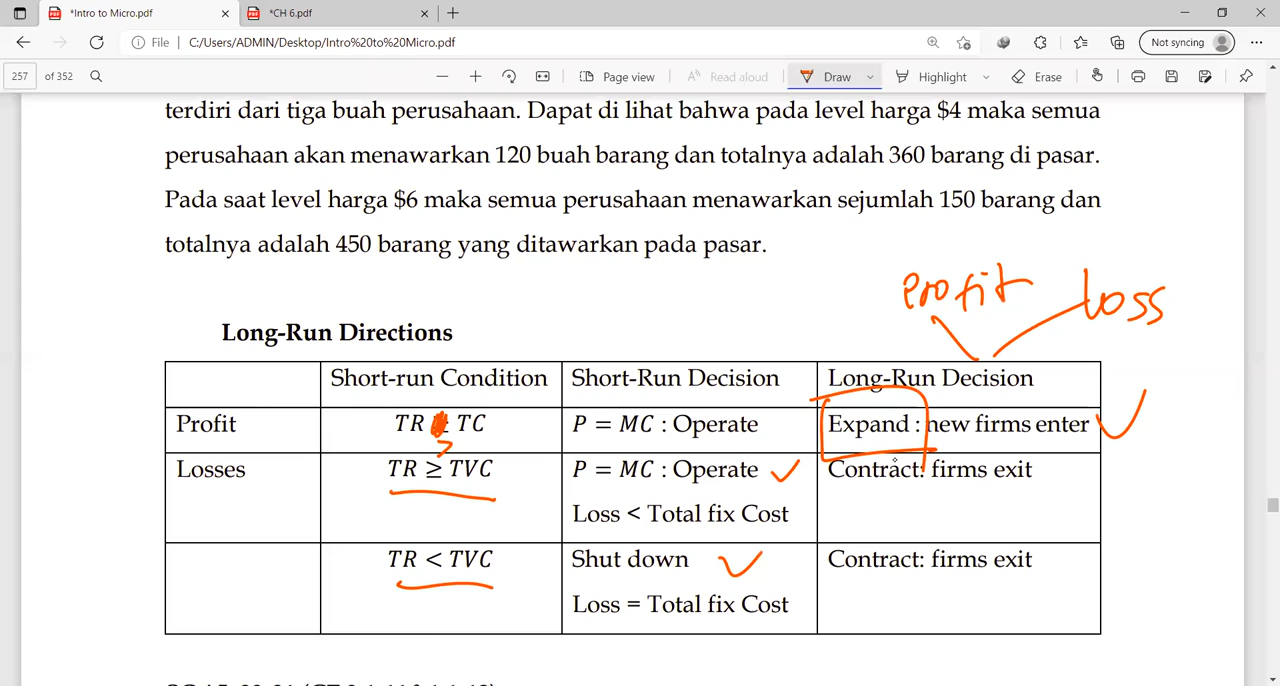 *Intro to Micro.pdf
*CH 6.pdf
File
C:/Users/ADMIN/Desktop/Intro%20to%20Micro.pdf
Not syncing
257 of 352
Page view
Read aloud
Draw
Highlight
Erase
terdiri dari tiga buah perusahaan. Dapat di lihat bahwa pada level harga $4 maka semua
perusahaan akan menawarkan 120 buah barang dan totalnya adalah 360 barang di pasar.
Pada saat level harga $6 maka semua perusahaan menawarkan sejumlah 150 barang dan
totalnya adalah 450 barang yang ditawarkan pada pasar.
Profit loss
Long-Run Directions
Short-run Condition Short-Run Decision Long-Run Decision
Profit TR > TC P = MC : Operate Expand : new firms enter
Losses TR ≥ TVC P = MC : Operate Contract: firms exit
Loss < Total fix Cost
TR < TVC Shut down Contract: firms exit
Loss = Total fix Cost